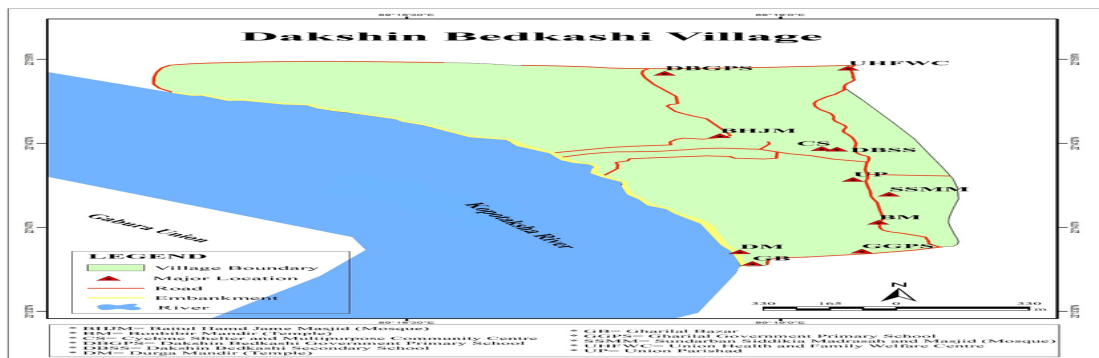 Dakshin Bedkashi Village
DBGPS
UHFWC
BHJM
CS
DBSS
UP
SSMM
BM
DM
GGPS
GB
Kopotaksha River
Gabura Union
LEGEND
Village Boundary
Major Location
Road
Embankment
River
N
330 165 0 330
m
* BHJM= Baitul Hamd Jame Masjid (Mosque)
* BM= Banbibir Mandir (Temple)
* CS= Cyclone Shelter and Multipurpose Community Centre
* DBGPS= Dakshin Bedkashi Government Primary School
* DBSS= Dakshin Bedkashi Secondary School
* DM= Durga Mandir (Temple)
* GB= Gharilal Bazar
* GGPS= Gharilal Government Primary School
* SSMM= Sundarban Siddikia Madrasah and Masjid (Mosque)
* UHFWC= Union Health and Family Welfare Centre
* UP= Union Parishad